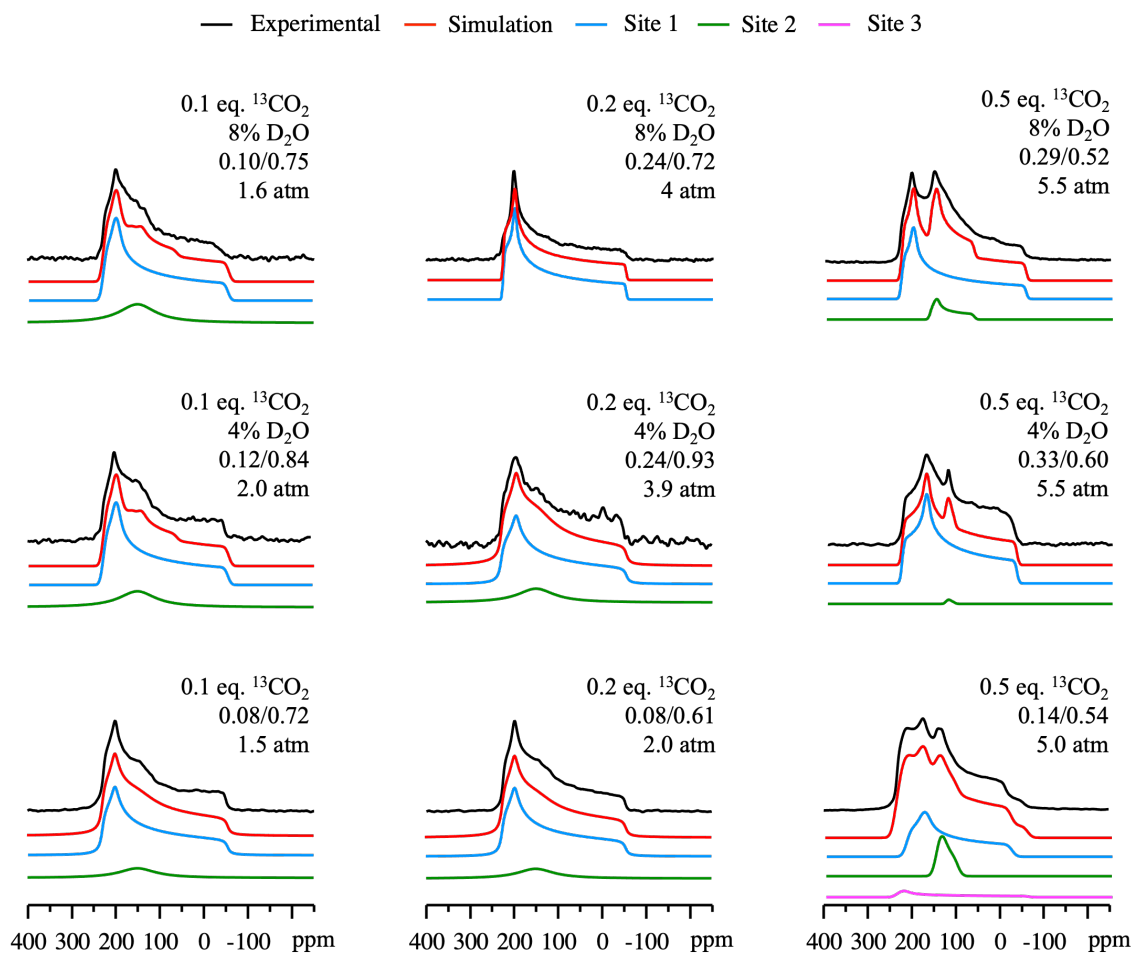 Experimental Simulation Site 1 Site 2 Site 3
0.1 eq. ¹³CO₂
8% D₂O
0.10/0.75
1.6 atm
0.2 eq. ¹³CO₂
8% D₂O
0.24/0.72
4 atm
0.5 eq. ¹³CO₂
8% D₂O
0.29/0.52
5.5 atm
0.1 eq. ¹³CO₂
4% D₂O
0.12/0.84
2.0 atm
0.2 eq. ¹³CO₂
4% D₂O
0.24/0.93
3.9 atm
0.5 eq. ¹³CO₂
4% D₂O
0.33/0.60
5.5 atm
0.1 eq. ¹³CO₂
0.08/0.72
1.5 atm
0.2 eq. ¹³CO₂
0.08/0.61
2.0 atm
0.5 eq. ¹³CO₂
0.14/0.54
5.0 atm
400 300 200 100 0 -100 ppm
400 300 200 100 0 -100 ppm
400 300 200 100 0 -100 ppm